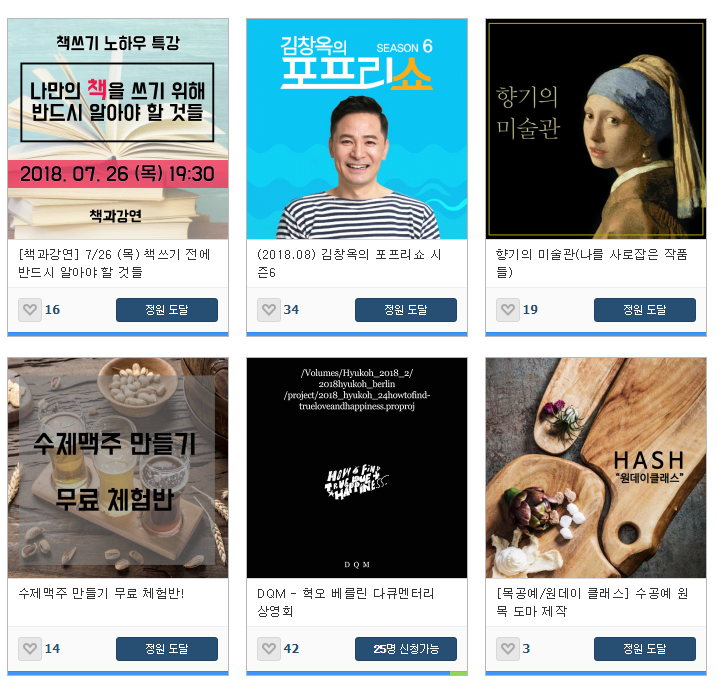 책쓰기 노하우 특강
나만의 책을 쓰기 위해
반드시 알아야 할 것들
2018. 07. 26 (목) 19:30
책과강연
[책과강연] 7/26 (목) 책쓰기 전에
반드시 알아야 할 것들
16
정원 도달
김창옥의 SEASON 6
포프리쇼
(2018.08) 김창옥의 포프리쇼 시
즌6
34
정원 도달
향기의
미술관
향기의 미술관(나를 사로잡은 작품
들)
19
정원 도달
수제맥주 만들기
무료 체험반
수제맥주 만들기 무료 체험반!
14
정원 도달
/Volumes/Hyukoh_2018_2/
2018hyukoh_berlin
/project/2018_hyukoh_24howtofind-
trueloveandhappiness.proproj
HOW TO FIND
TRUE LOVE
&HAPPINESS.
DQM
DQM - 혁오 베를린 다큐멘터리
상영회
42
25명 신청가능
HASH
"원데이클래스"
[목공예/원데이 클래스] 수공예 원
목 도마 제작
3
정원 도달